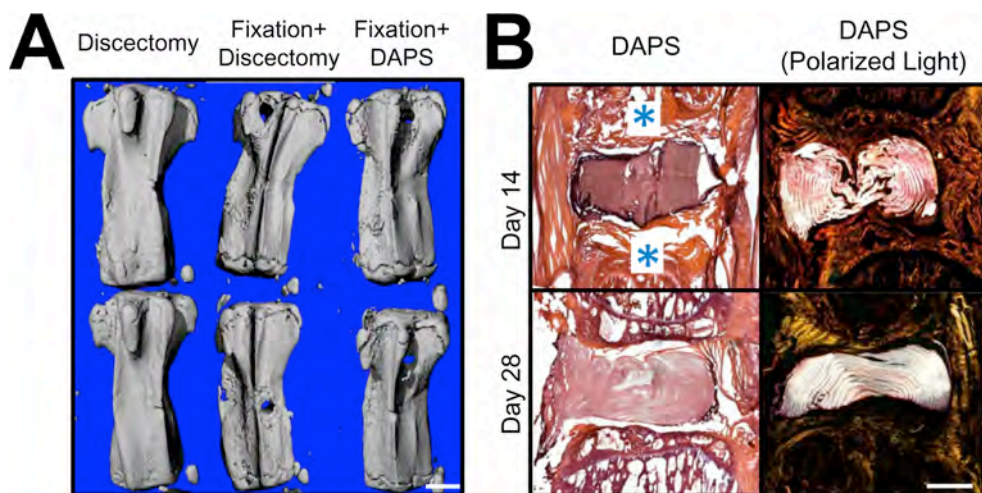 A
Discectomy
Fixation+
Discectomy
Fixation+
DAPS
B
DAPS
DAPS
(Polarized Light)
Day 14
*
*
Day 28